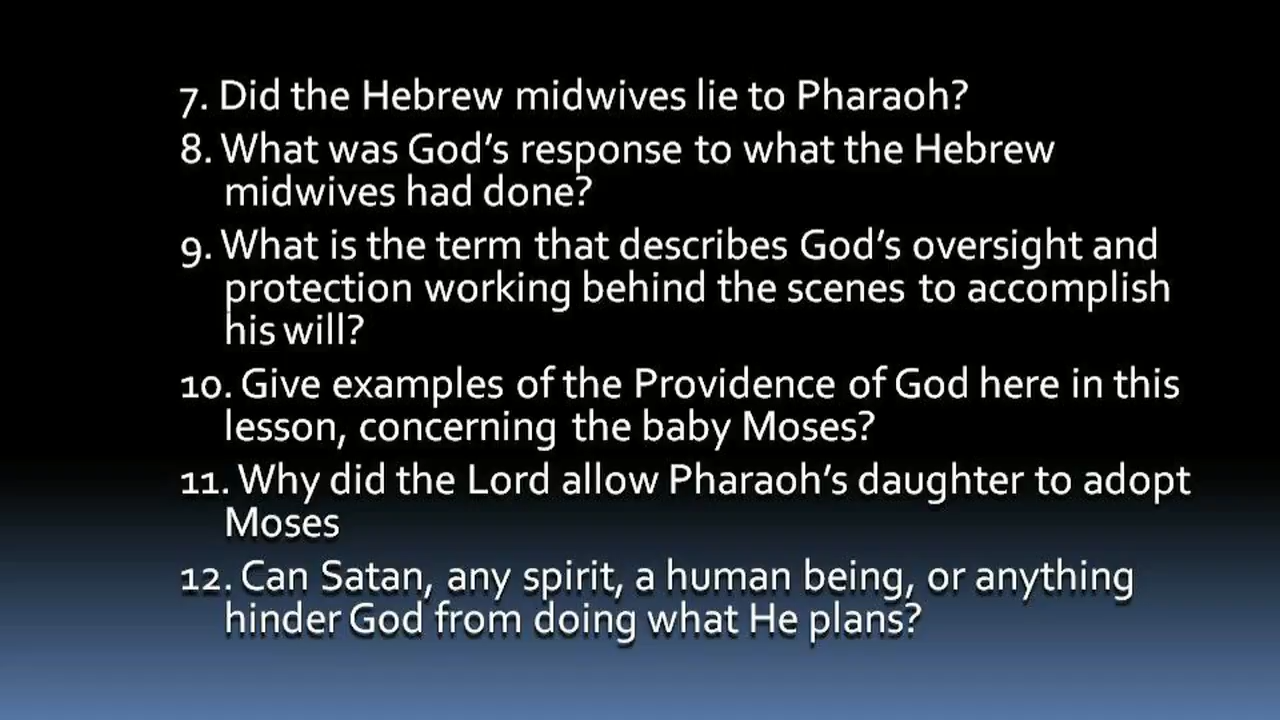 7. Did the Hebrew midwives lie to Pharaoh?
8. What was God’s response to what the Hebrew
midwives had done?
9. What is the term that describes God’s oversight and
protection working behind the scenes to accomplish
his will?
10. Give examples of the Providence of God here in this
lesson, concerning the baby Moses?
11. Why did the Lord allow Pharaoh’s daughter to adopt
Moses
12. Can Satan, any spirit, a human being, or anything
hinder God from doing what He plans?